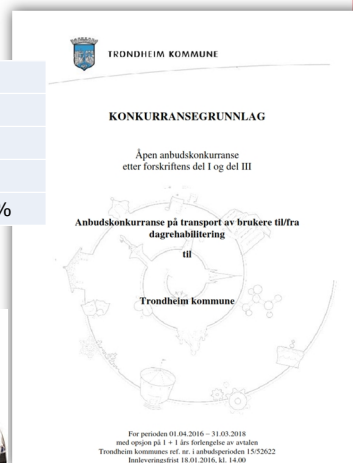 TRONDHEIM KOMMUNE
KONKURRANSEGRUNNLAG
Åpen anbudskonkurranse
etter forskriftens del I og del III
%
Anbudskonkurranse på transport av brukere til/fra
dagrehabilitering
til
Trondheim kommune
For perioden 01.04.2016 – 31.03.2018
med opsjon på 1 + 1 års forlengelse av avtalen
Trondheim kommunes ref. nr. i anbudsperioden 15/52622
Innleveringsfrist 18.01.2016, kl. 14.00